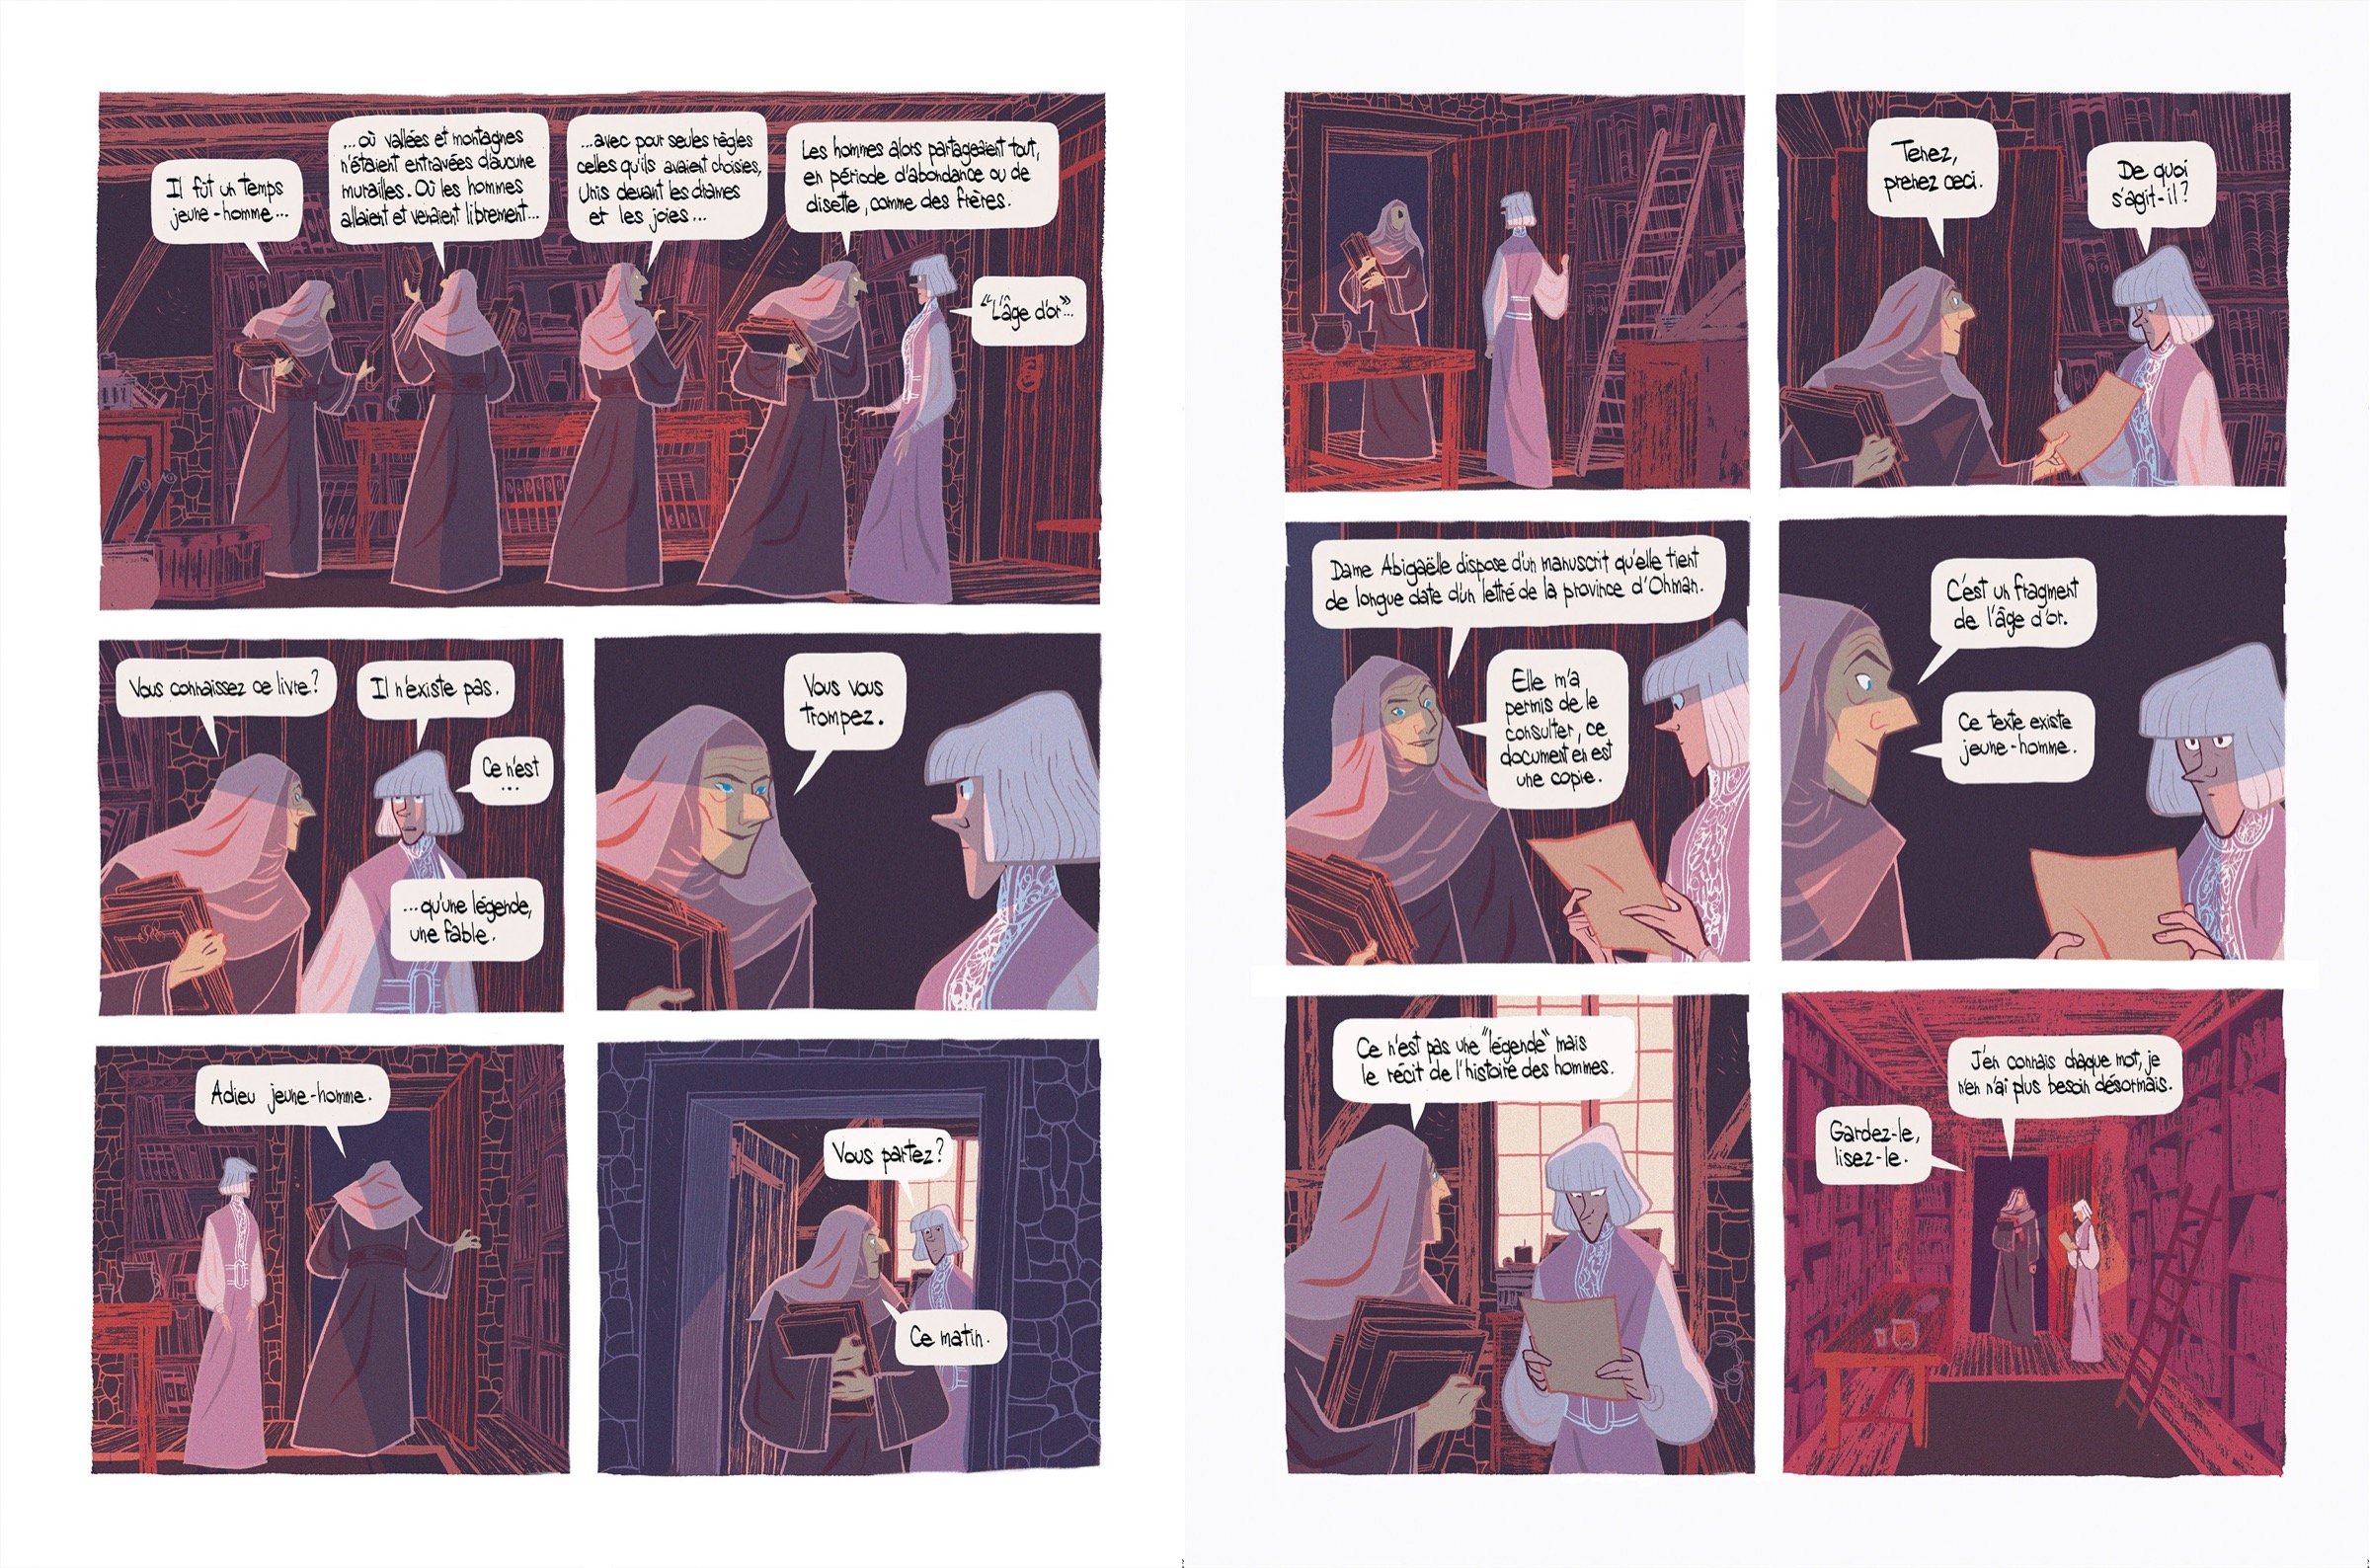 Il fut un temps
jeune-homme...
...où vallées et montagnes
n'étaient entravées d'aucune
murailles. Où les hommes
allaient et venaient librement...
...avec pour seules règles
celles qu'ils avaient choisies,
Unis devant les drames
et les joies...
Les hommes alors partageaient tout,
en période d'abondance ou de
disette, comme des frères.
"L'âge d'or"...
Vous connaissez ce livre?
Il n'existe pas.
Ce n'est
...
...qu'une légende,
une fable.
Vous vous
trompez.
Adieu jeune-homme.
Vous partez?
Ce matin.
Tenez,
prenez ceci.
De quoi
s'agit-il?
Dame Abigaëlle dispose d'un manuscrit qu'elle tient
de longue date d'un lettré de la province d'Ohman.
Elle m'a
permis de le
consulter, ce
document en est
une copie.
C'est un fragment
de l'âge d'or.
Ce texte existe
jeune-homme.
Ce n'est pas une "légende" mais
le récit de l'histoire des hommes.
J'en connais chaque mot, je
n'en n'ai plus besoin désormais.
Gardez-le,
lisez-le.